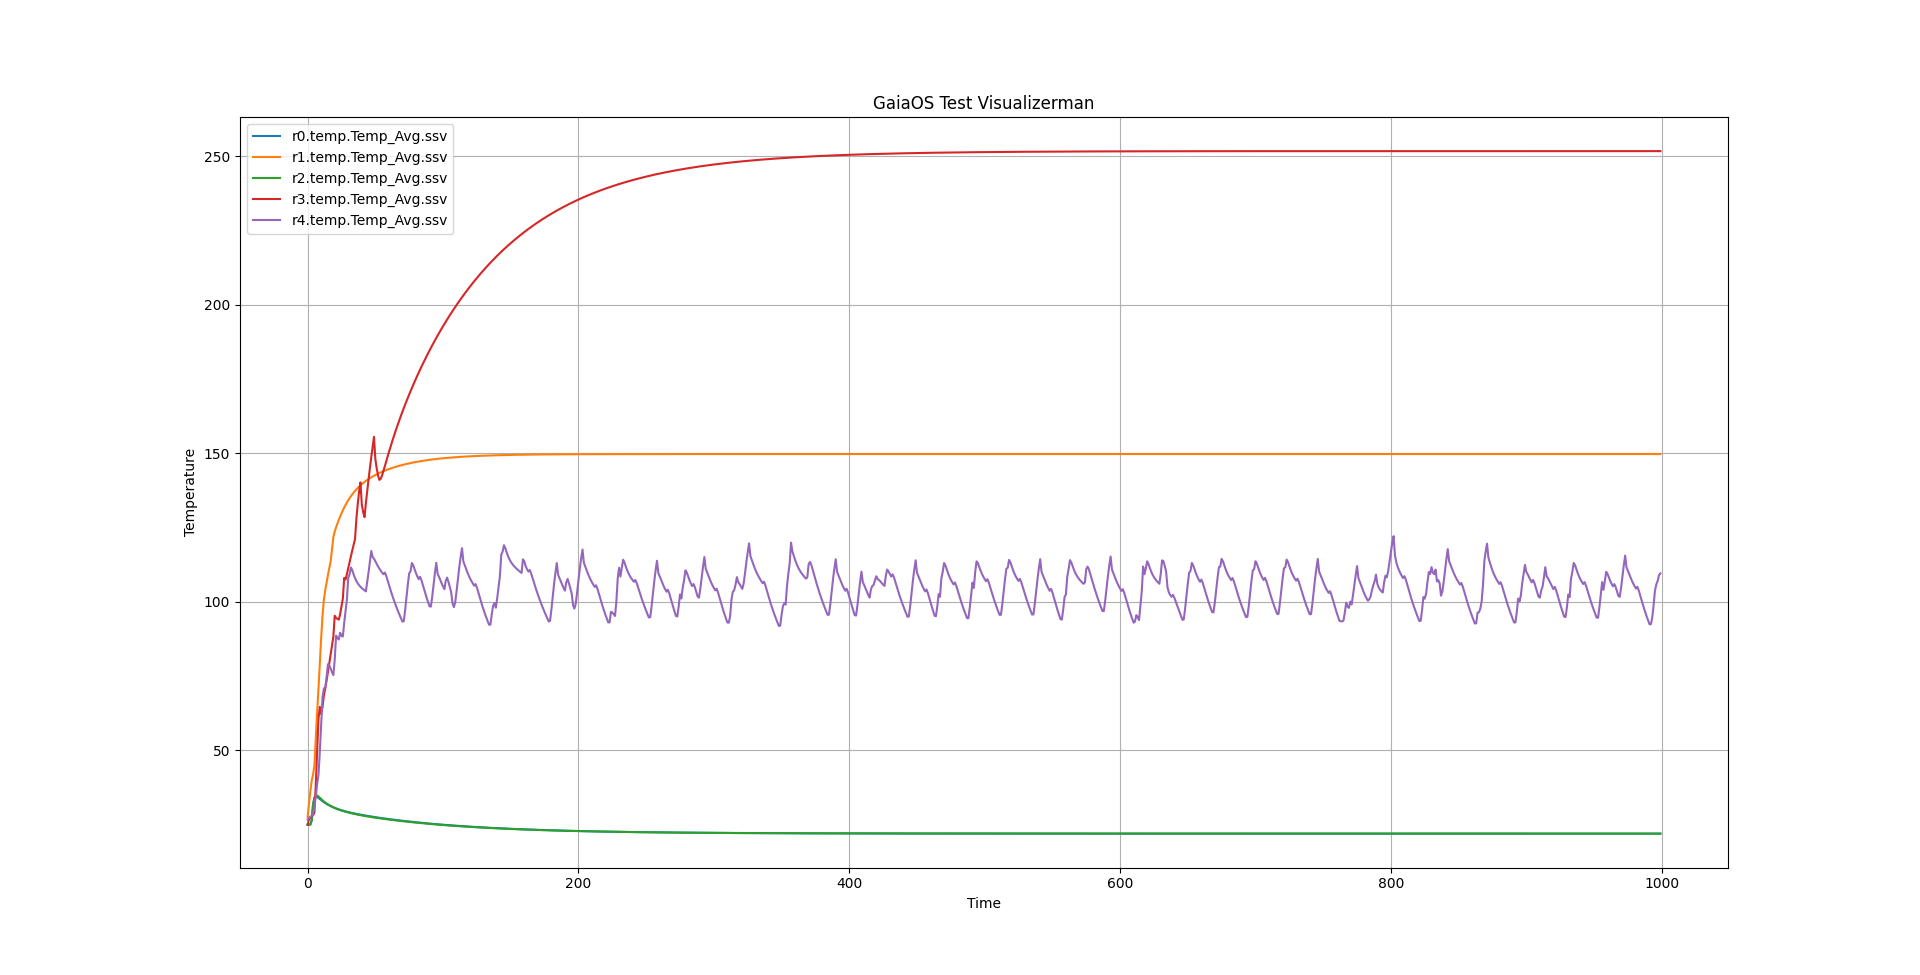 GaiaOS Test Visualizerman
r0.temp.Temp_Avg.ssv
r1.temp.Temp_Avg.ssv
r2.temp.Temp_Avg.ssv
r3.temp.Temp_Avg.ssv
r4.temp.Temp_Avg.ssv
Temperature
250
200
150
100
50
0 200 400 600 800 1000
Time